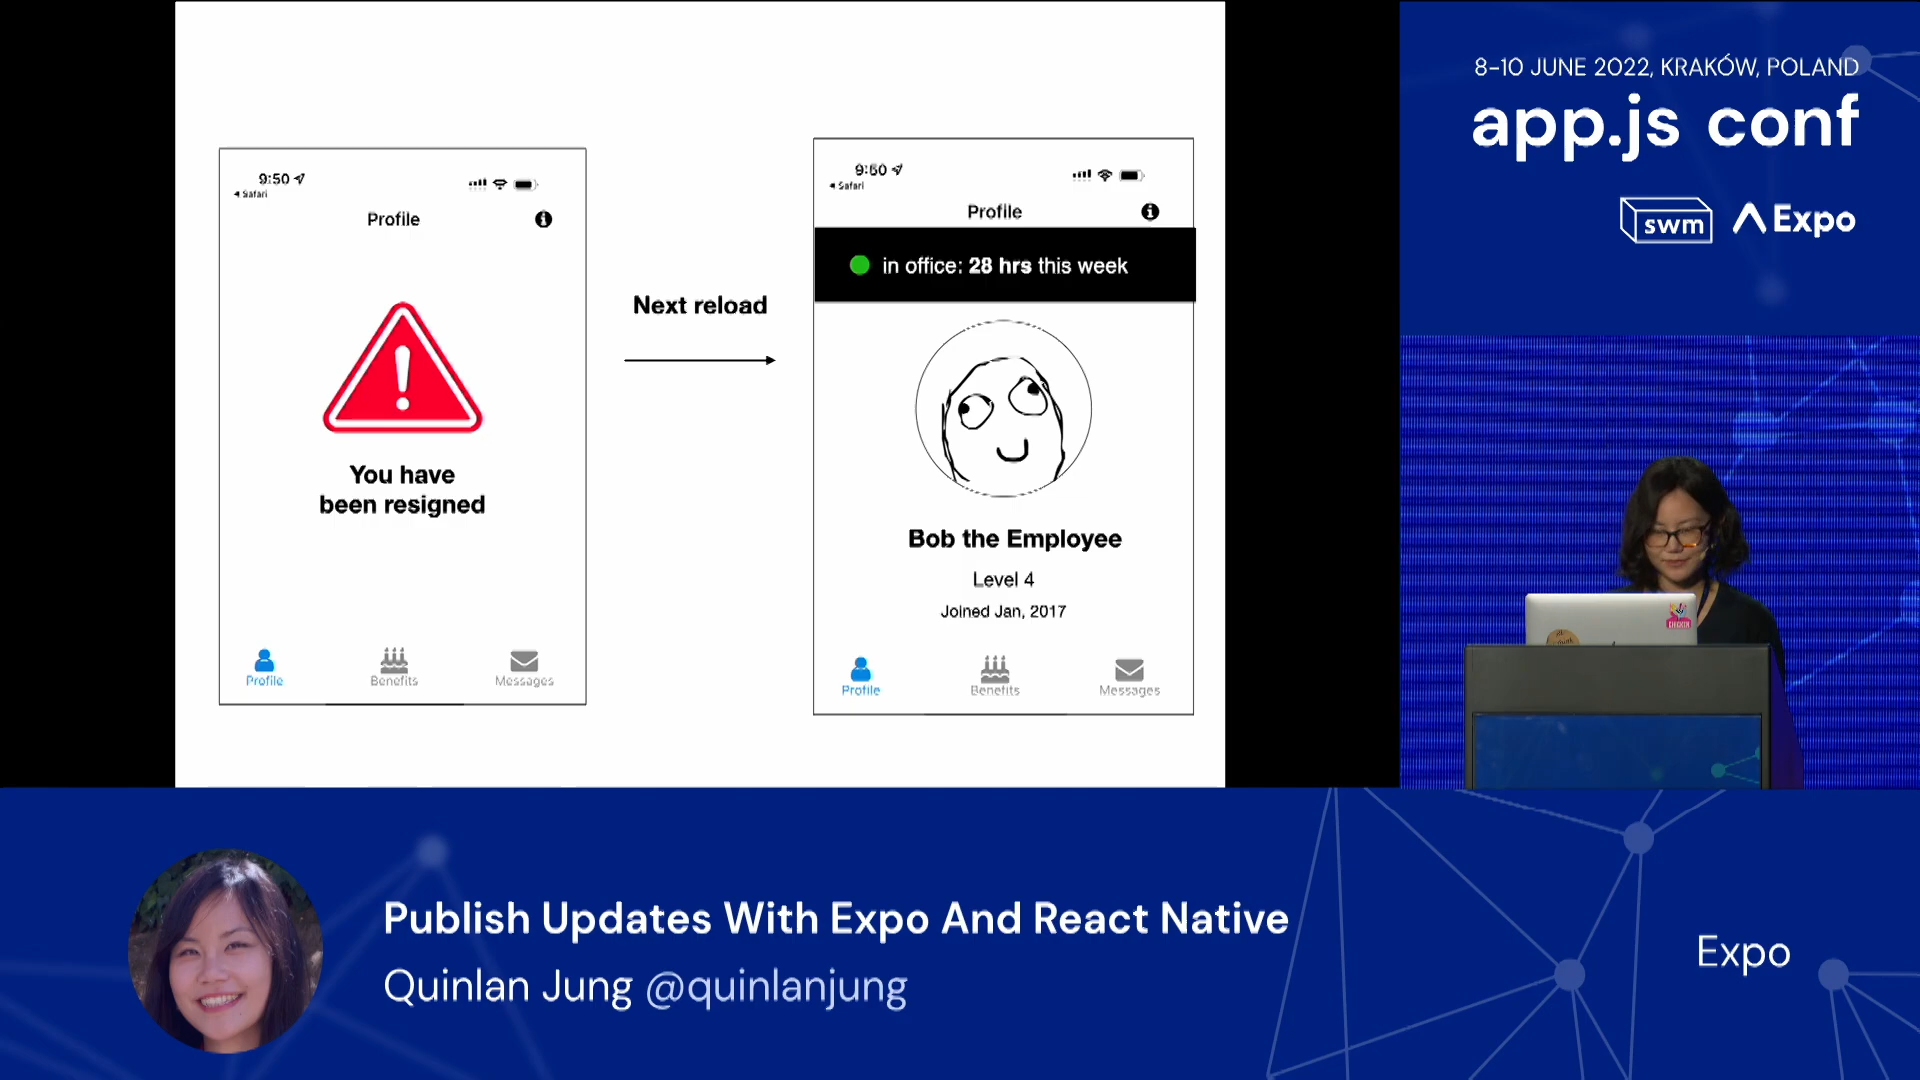 9:50
Safari
Profile
You have
been resigned
Profile
Benefits
Messages
Next reload
9:50
Safari
Profile
in office: 28 hrs this week
Bob the Employee
Level 4
Joined Jan, 2017
Profile
Benefits
Messages
8-10 JUNE 2022, KRAKÓW, POLAND
app.js conf
swm
Expo
Publish Updates With Expo And React Native
Quinlan Jung @quinlanjung
Expo